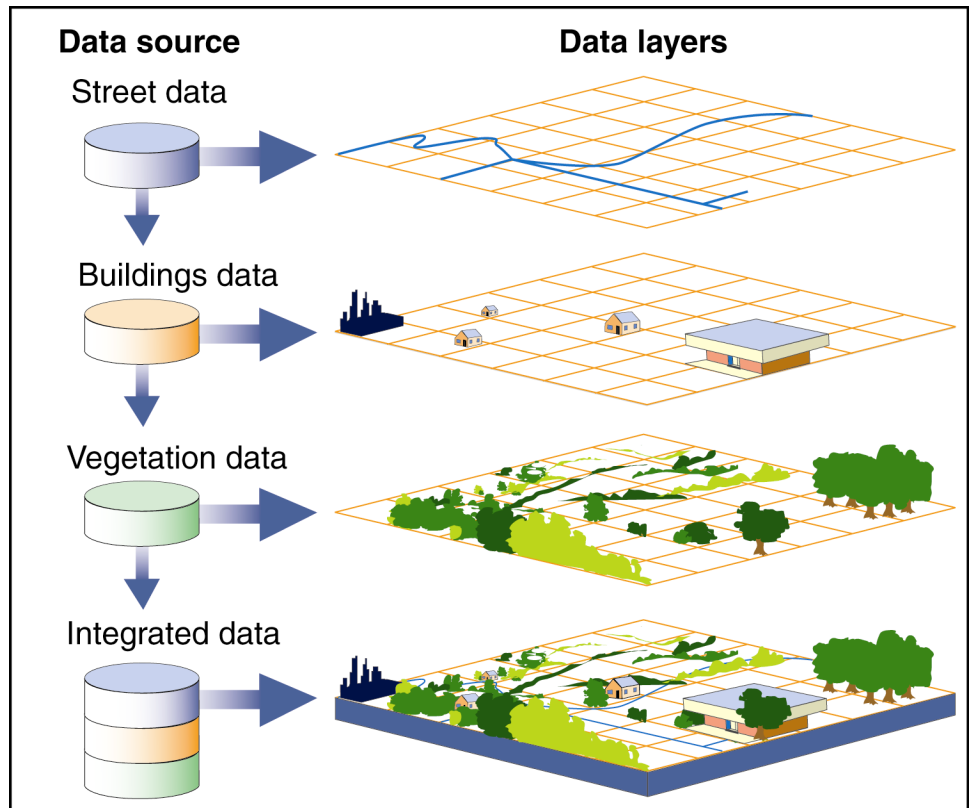 Data source
Data layers
Street data
Buildings data
Vegetation data
Integrated data